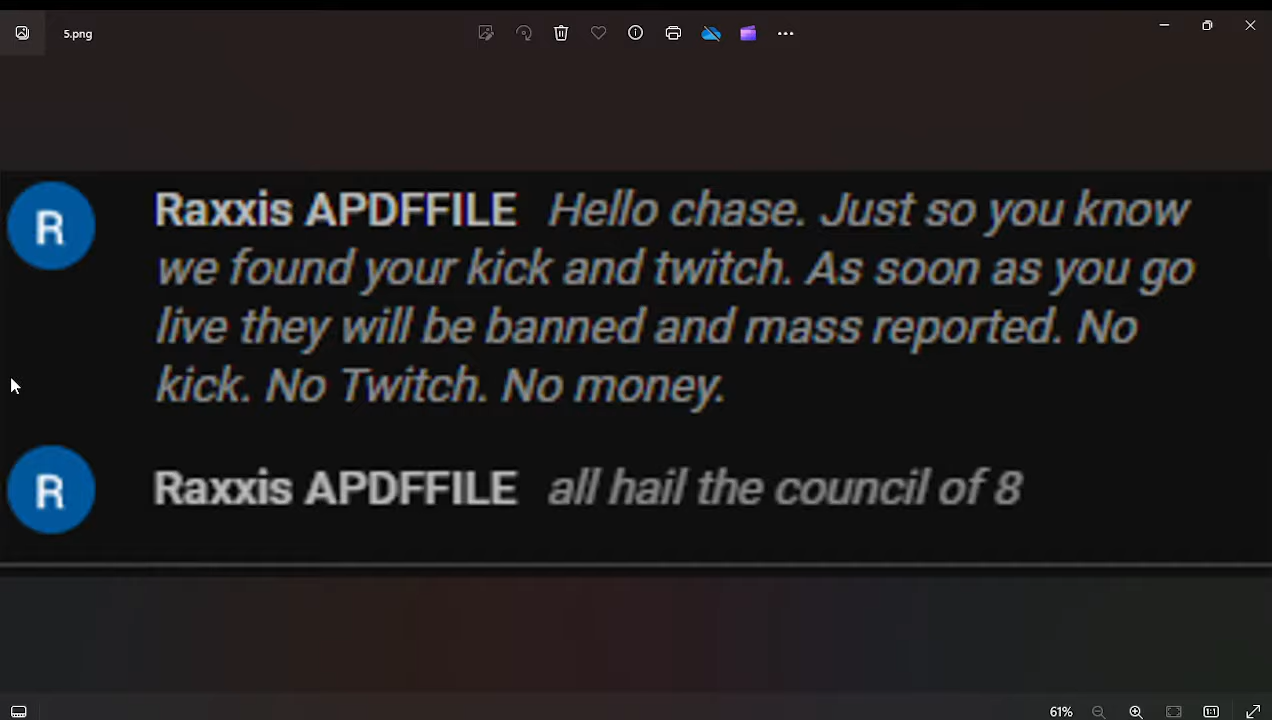 5.png
R
Raxxis APDFFILE Hello chase. Just so you know
we found your kick and twitch. As soon as you go
live they will be banned and mass reported. No
kick. No Twitch. No money.
R
Raxxis APDFFILE all hail the council of 8
61%
1:1